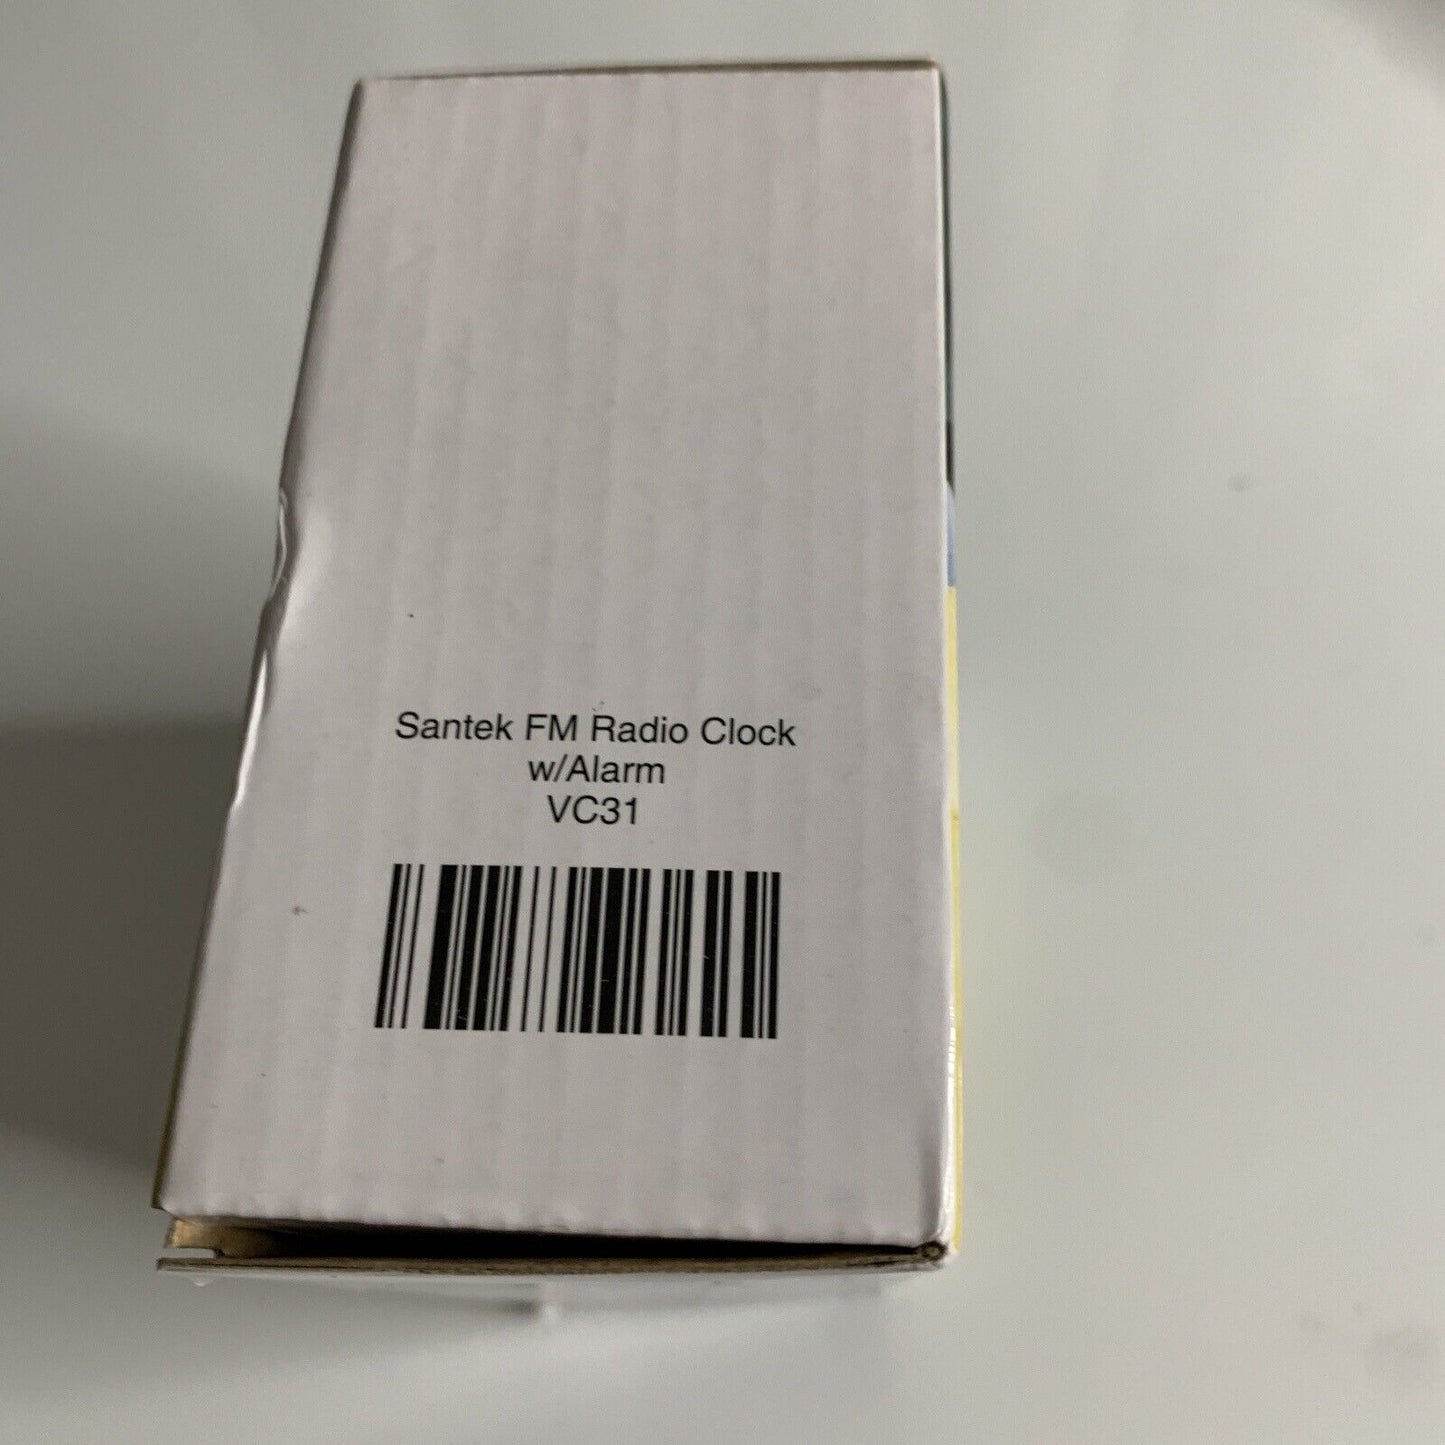 Santek FM Radio Clock
w/Alarm
VC31